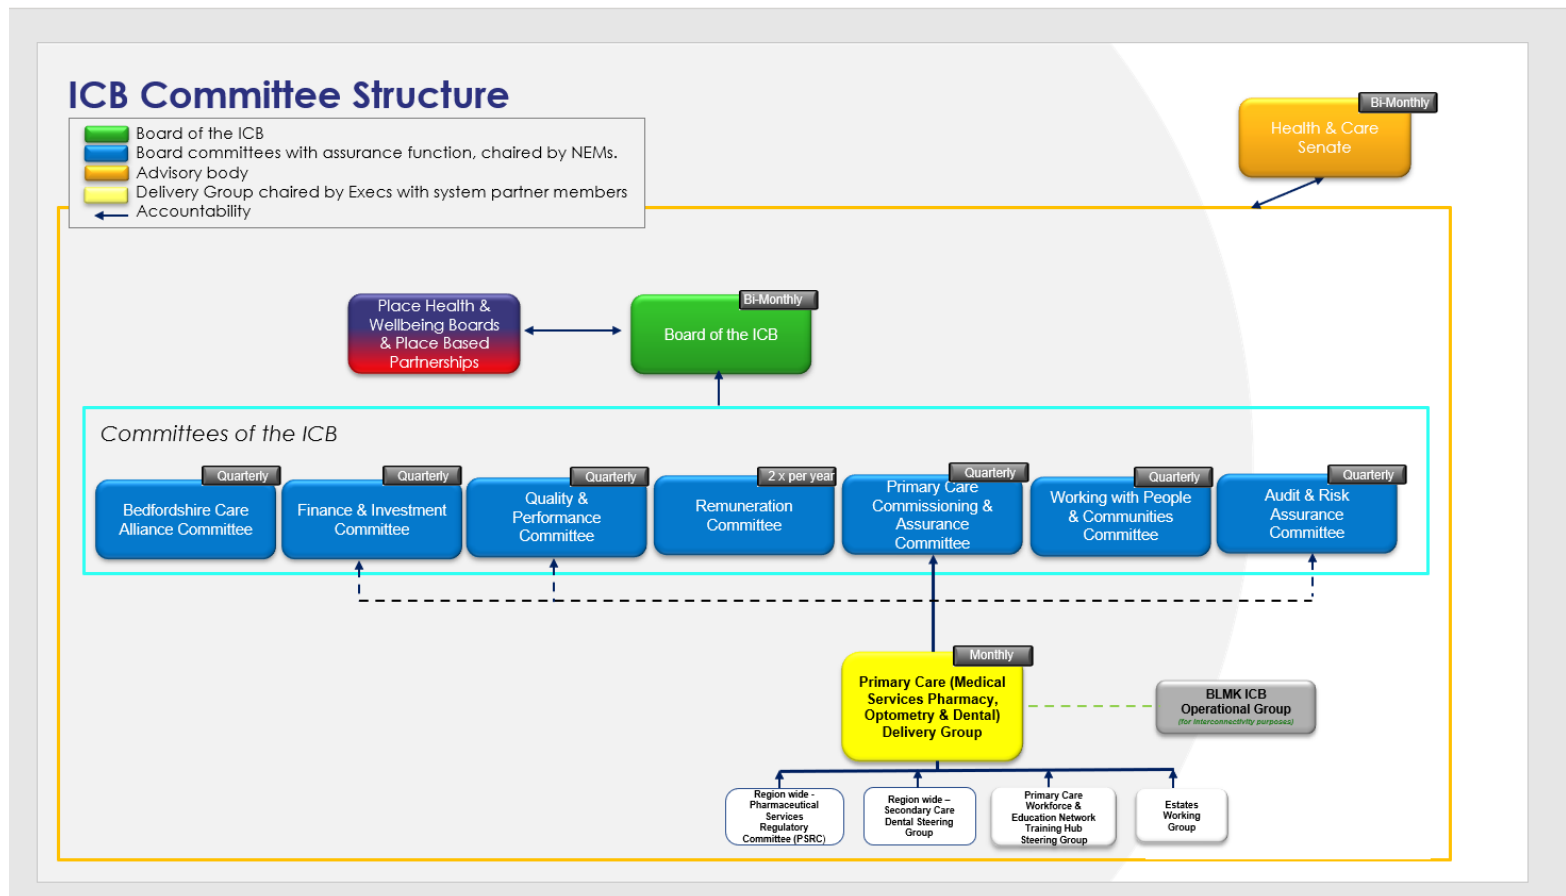 ICB Committee Structure
Board of the ICB
Board committees with assurance function, chaired by NEMs.
Advisory body
Delivery Group chaired by Execs with system partner members
Accountability
Bi-Monthly
Health & Care
Senate
Place Health &
Wellbeing Boards
& Place Based
Partnerships
Bi-Monthly
Board of the ICB
Committees of the ICB
Quarterly
Bedfordshire Care
Alliance Committee
Quarterly
Finance & Investment
Committee
Quarterly
Quality &
Performance
Committee
2 x per year
Remuneration
Committee
Quarterly
Primary Care
Commissioning &
Assurance
Committee
Quarterly
Working with People
& Communities
Committee
Quarterly
Audit & Risk
Assurance
Committee
Monthly
Primary Care (Medical
Services Pharmacy,
Optometry & Dental)
Delivery Group
BLMK ICB
Operational Group
(for interconnectivity purposes)
Region wide -
Pharmaceutical
Services
Regulatory
Committee (PSRC)
Region wide –
Secondary Care
Dental Steering
Group
Primary Care
Workforce &
Education Network
Training Hub
Steering Group
Estates
Working
Group